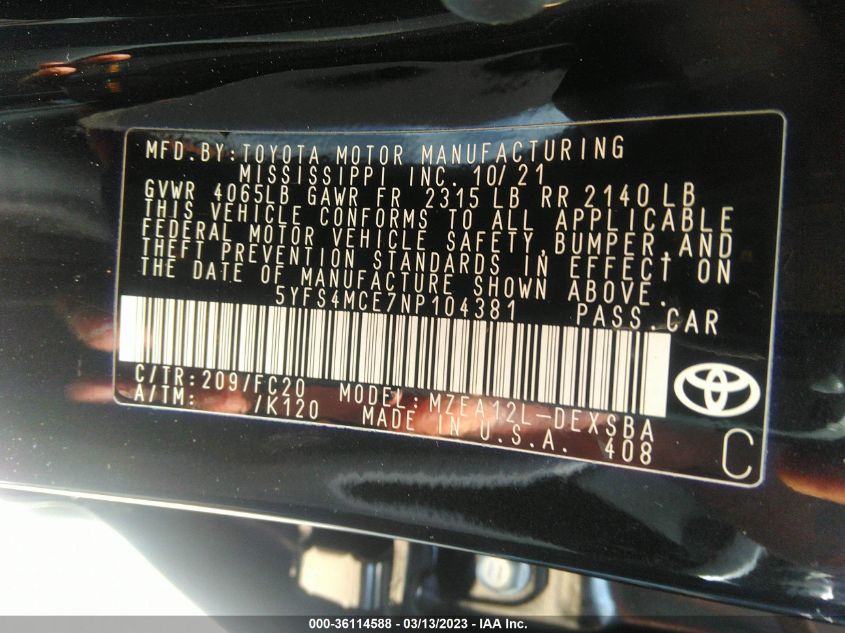 MFD.BY:TOYOTA MOTOR MANUFACTURING
MISSISSIPPI INC. 10/21
GVWR 4065LB GAWR FR 2315 LB RR 2140LB
THIS VEHICLE CONFORMS TO ALL APPLICABLE
FEDERAL MOTOR VEHICLE SAFETY,BUMPER,AND
THEFT PREVENTION STANDARDS IN EFFECT ON
THE DATE OF MANUFACTURE SHOWN ABOVE.
5YFS4MCE7NP104381 PASS.CAR
C/TR:209/FC20 MODEL:MZEA12L-DEXSBA
A/TM: /K120 MADE IN U.S.A. 408
C
000-36114588 — 03/13/2023 — IAA Inc.